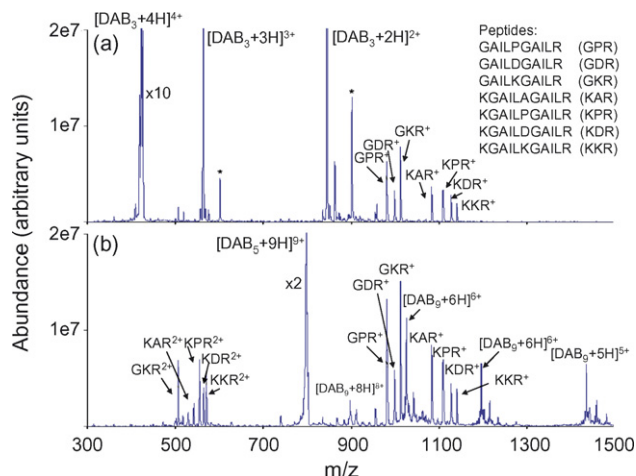 [DAB₃+4H]⁴⁺
[DAB₃+3H]³⁺
[DAB₃+2H]²⁺
Peptides:
GAILPGAILR (GPR)
GAILDGAILR (GDR)
GAILKGAILR (GKR)
KGAILAGAILR (KAR)
KGAILPGAILR (KPR)
KGAILDGAILR (KDR)
KGAILKGAILR (KKR)
2e7
(a)
x10
*
*
1e7
GKR⁺
GDR⁺
GPR⁺
KAR⁺
KPR⁺
KDR⁺
KKR⁺
Abundance (arbitrary units)
2e7
(b)
[DAB₅+9H]⁹⁺
x2
GKR⁺
GDR⁺
[DAB₉+6H]⁶⁺
1e7
KAR²⁺
KPR²⁺
KDR²⁺
GKR²⁺
KKR²⁺
GPR⁺
KAR⁺
KPR⁺
KDR⁺
KKR⁺
[DAB₉+6H]⁶⁺
[DAB₉+5H]⁵⁺
[DAB₉+8H]⁸⁺
300
500
700
900
1100
1300
1500
m/z